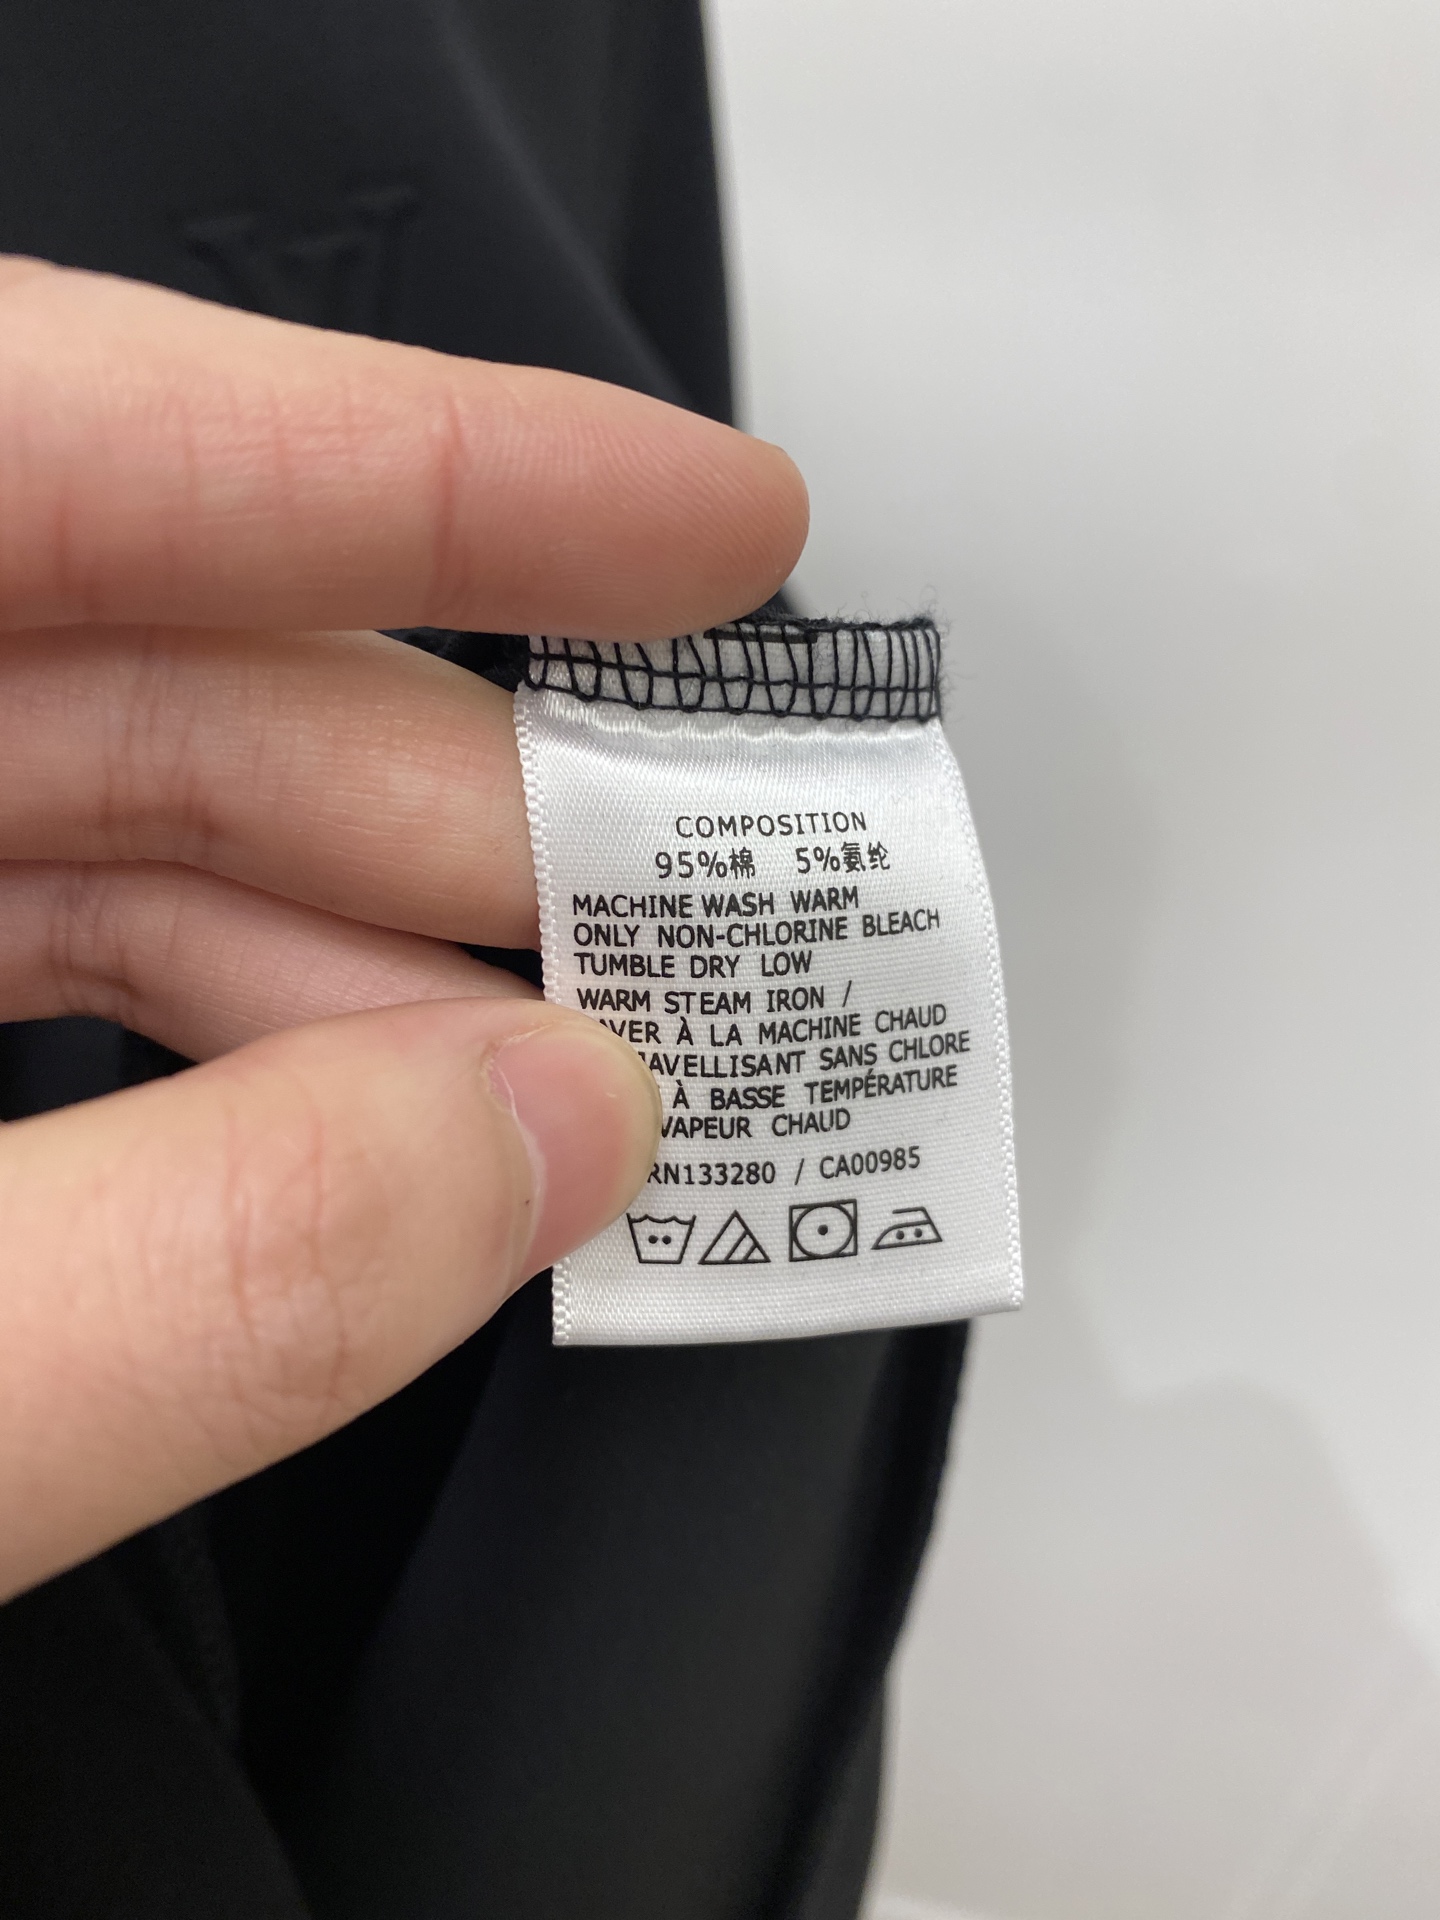 COMPOSITION
95%棉 5%氨纶
MACHINE WASH WARM
ONLY NON-CHLORINE BLEACH
TUMBLE DRY LOW
WARM STEAM IRON /
À LA MACHINE CHAUD
SANS CHLORE
À BASSE TEMPÉRATURE
VAPEUR CHAUD
RN133280 / CA00985